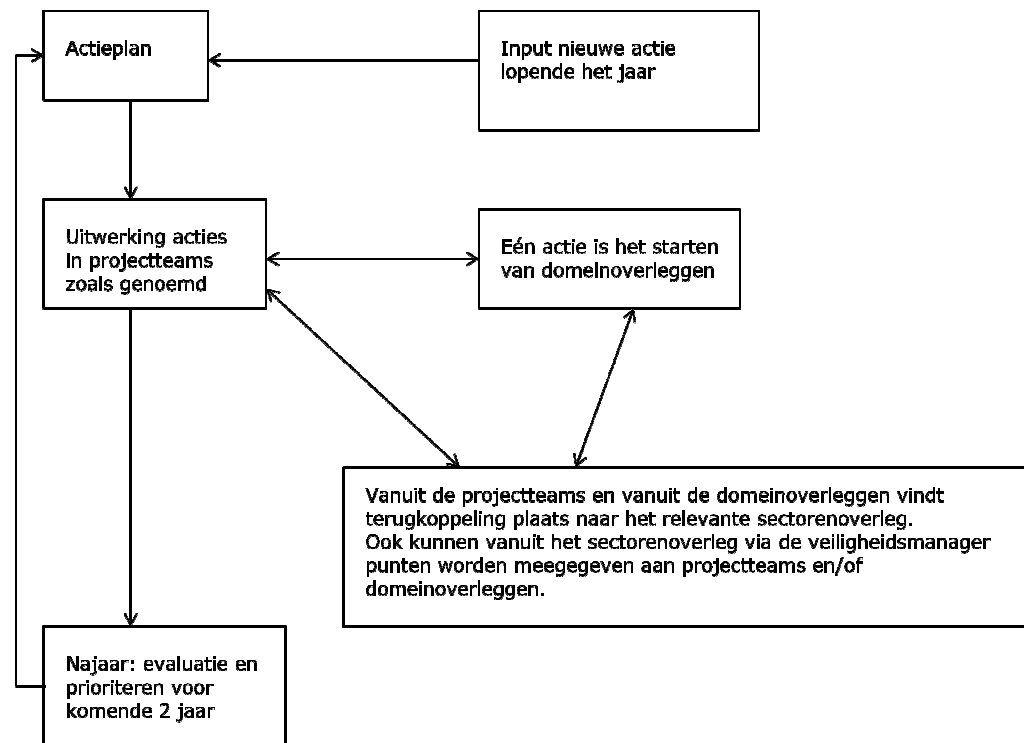 Actieplan
Input nieuwe actie
lopende het jaar
Uitwerking acties
in projectteams
zoals genoemd
Eén actie is het starten
van domeinoverleggen
Vanuit de projectteams en vanuit de domeinoverleggen vindt
terugkoppeling plaats naar het relevante sectorenoverleg.
Ook kunnen vanuit het sectorenoverleg via de veiligheidsmanager
punten worden meegegeven aan projectteams en/of
domeinoverleggen.
Najaar: evaluatie en
prioriteren voor
komende 2 jaar